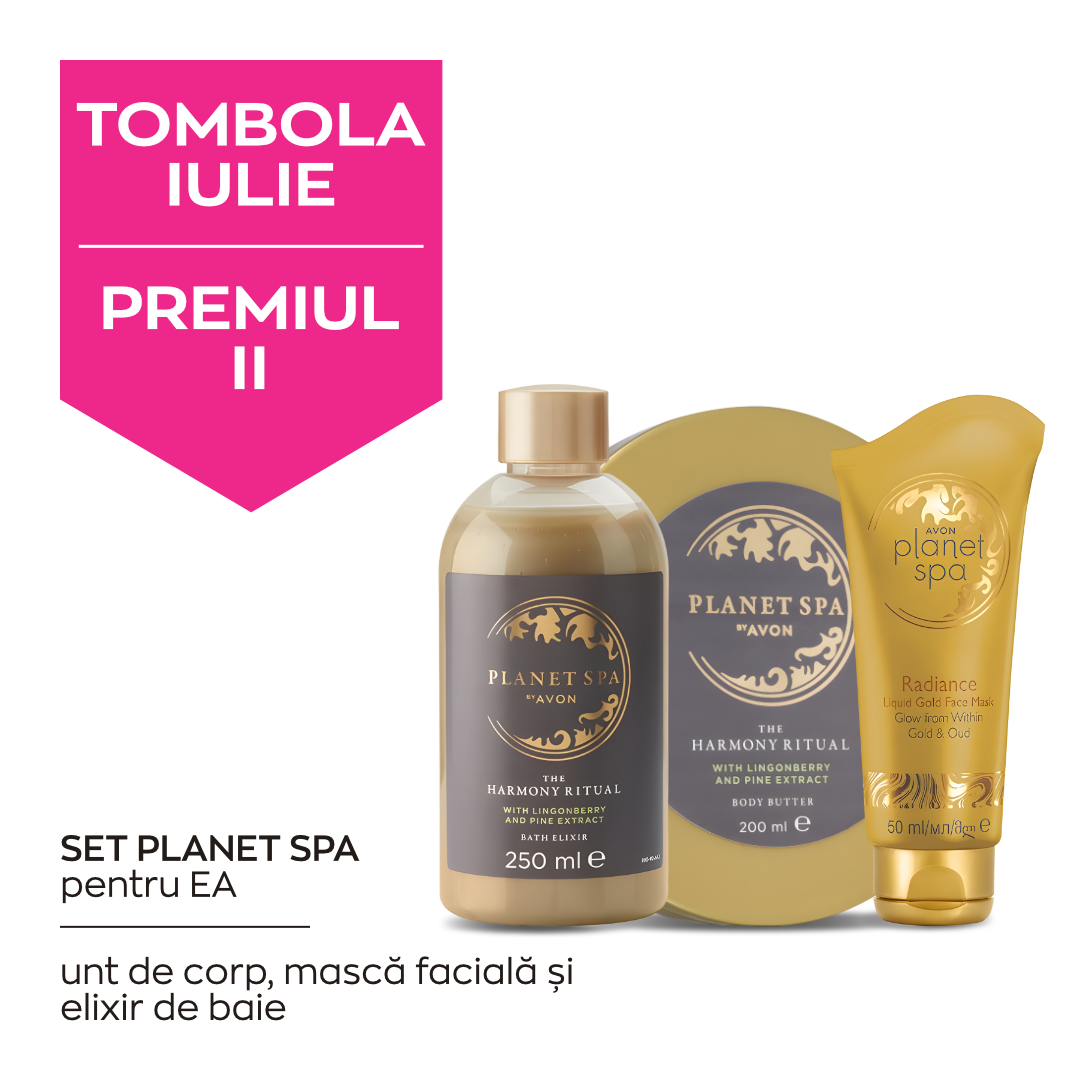 TOMBOLA
IULIE
PREMIUL
II
PLANET SPA
BY AVON
THE
HARMONY RITUAL
WITH LINGONBERRY
AND PINE EXTRACT
BATH ELIXIR
250 ml e
PLANET SPA
BY AVON
THE
HARMONY RITUAL
WITH LINGONBERRY
AND PINE EXTRACT
BODY BUTTER
200 ml e
AVON
planet
spa
Radiance
Liquid Gold Face Mask
Glow from Within
Gold & Oud
50 ml/мл/მლ e
SET PLANET SPA
pentru EA
unt de corp, mască facială și
elixir de baie